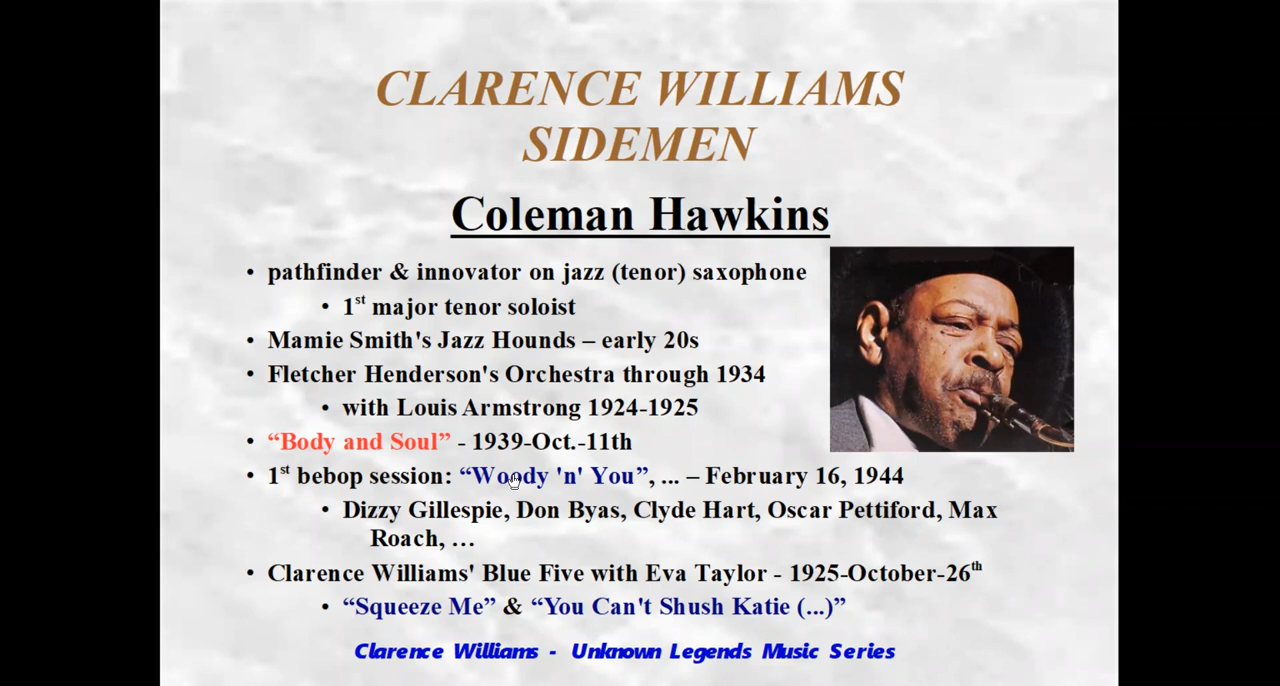 CLARENCE WILLIAMS
SIDEMEN
Coleman Hawkins
• pathfinder & innovator on jazz (tenor) saxophone
• 1st major tenor soloist
• Mamie Smith's Jazz Hounds – early 20s
• Fletcher Henderson's Orchestra through 1934
• with Louis Armstrong 1924-1925
• “Body and Soul” - 1939-Oct.-11th
• 1st bebop session: “Woody 'n' You”, ... – February 16, 1944
• Dizzy Gillespie, Don Byas, Clyde Hart, Oscar Pettiford, Max
Roach, …
• Clarence Williams' Blue Five with Eva Taylor - 1925-October-26th
• “Squeeze Me” & “You Can't Shush Katie (...)”
Clarence Williams - Unknown Legends Music Series